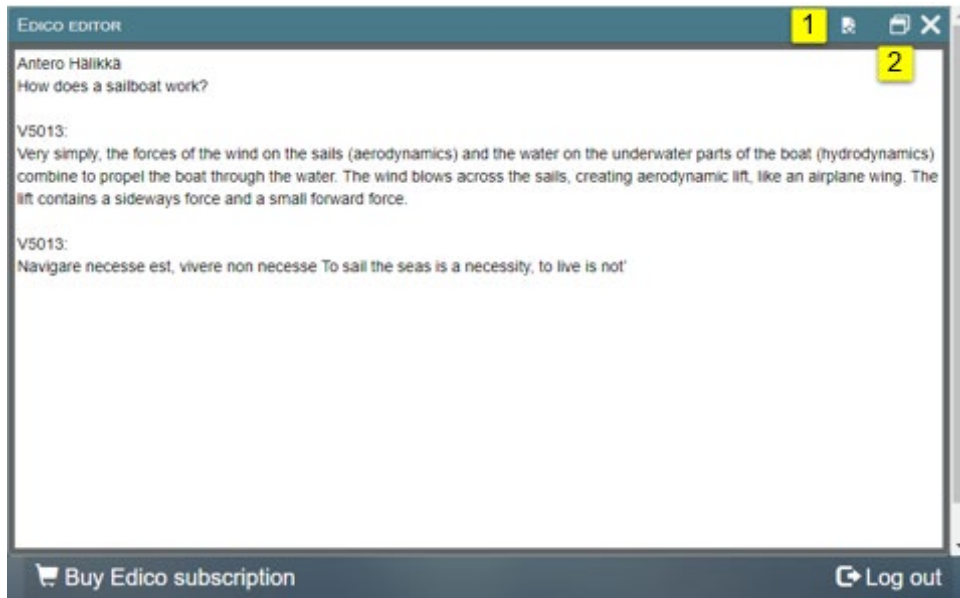 EDICO EDITOR
1
2
Antero Hälikkä
How does a sailboat work?
V5013:
Very simply, the forces of the wind on the sails (aerodynamics) and the water on the underwater parts of the boat (hydrodynamics)
combine to propel the boat through the water. The wind blows across the sails, creating aerodynamic lift, like an airplane wing. The
lift contains a sideways force and a small forward force.
V5013:
Navigare necesse est, vivere non necesse To sail the seas is a necessity, to live is not'
Buy Edico subscription
Log out